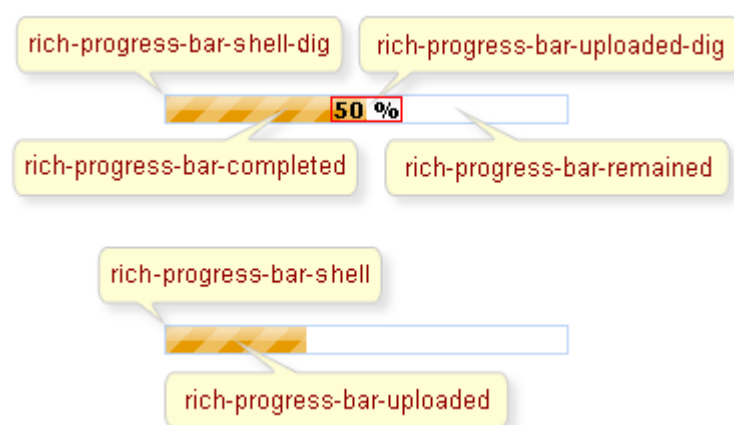 rich-progress-bar-shell-dig
rich-progress-bar-uploaded-dig
50 %
rich-progress-bar-completed
rich-progress-bar-remained
rich-progress-bar-shell
rich-progress-bar-uploaded